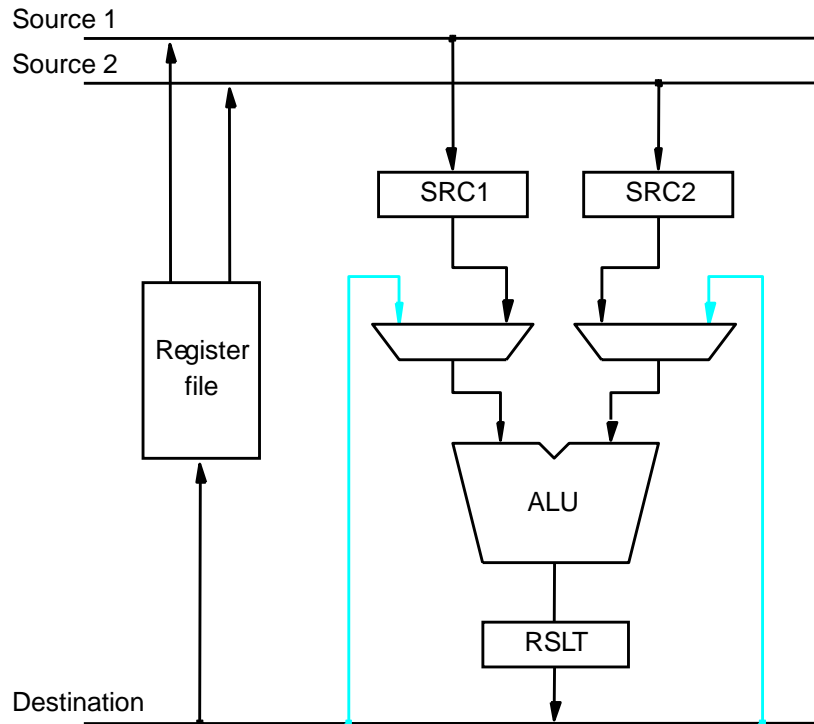 Source 1
Source 2
SRC1
SRC2
Register
file
ALU
RSLT
Destination